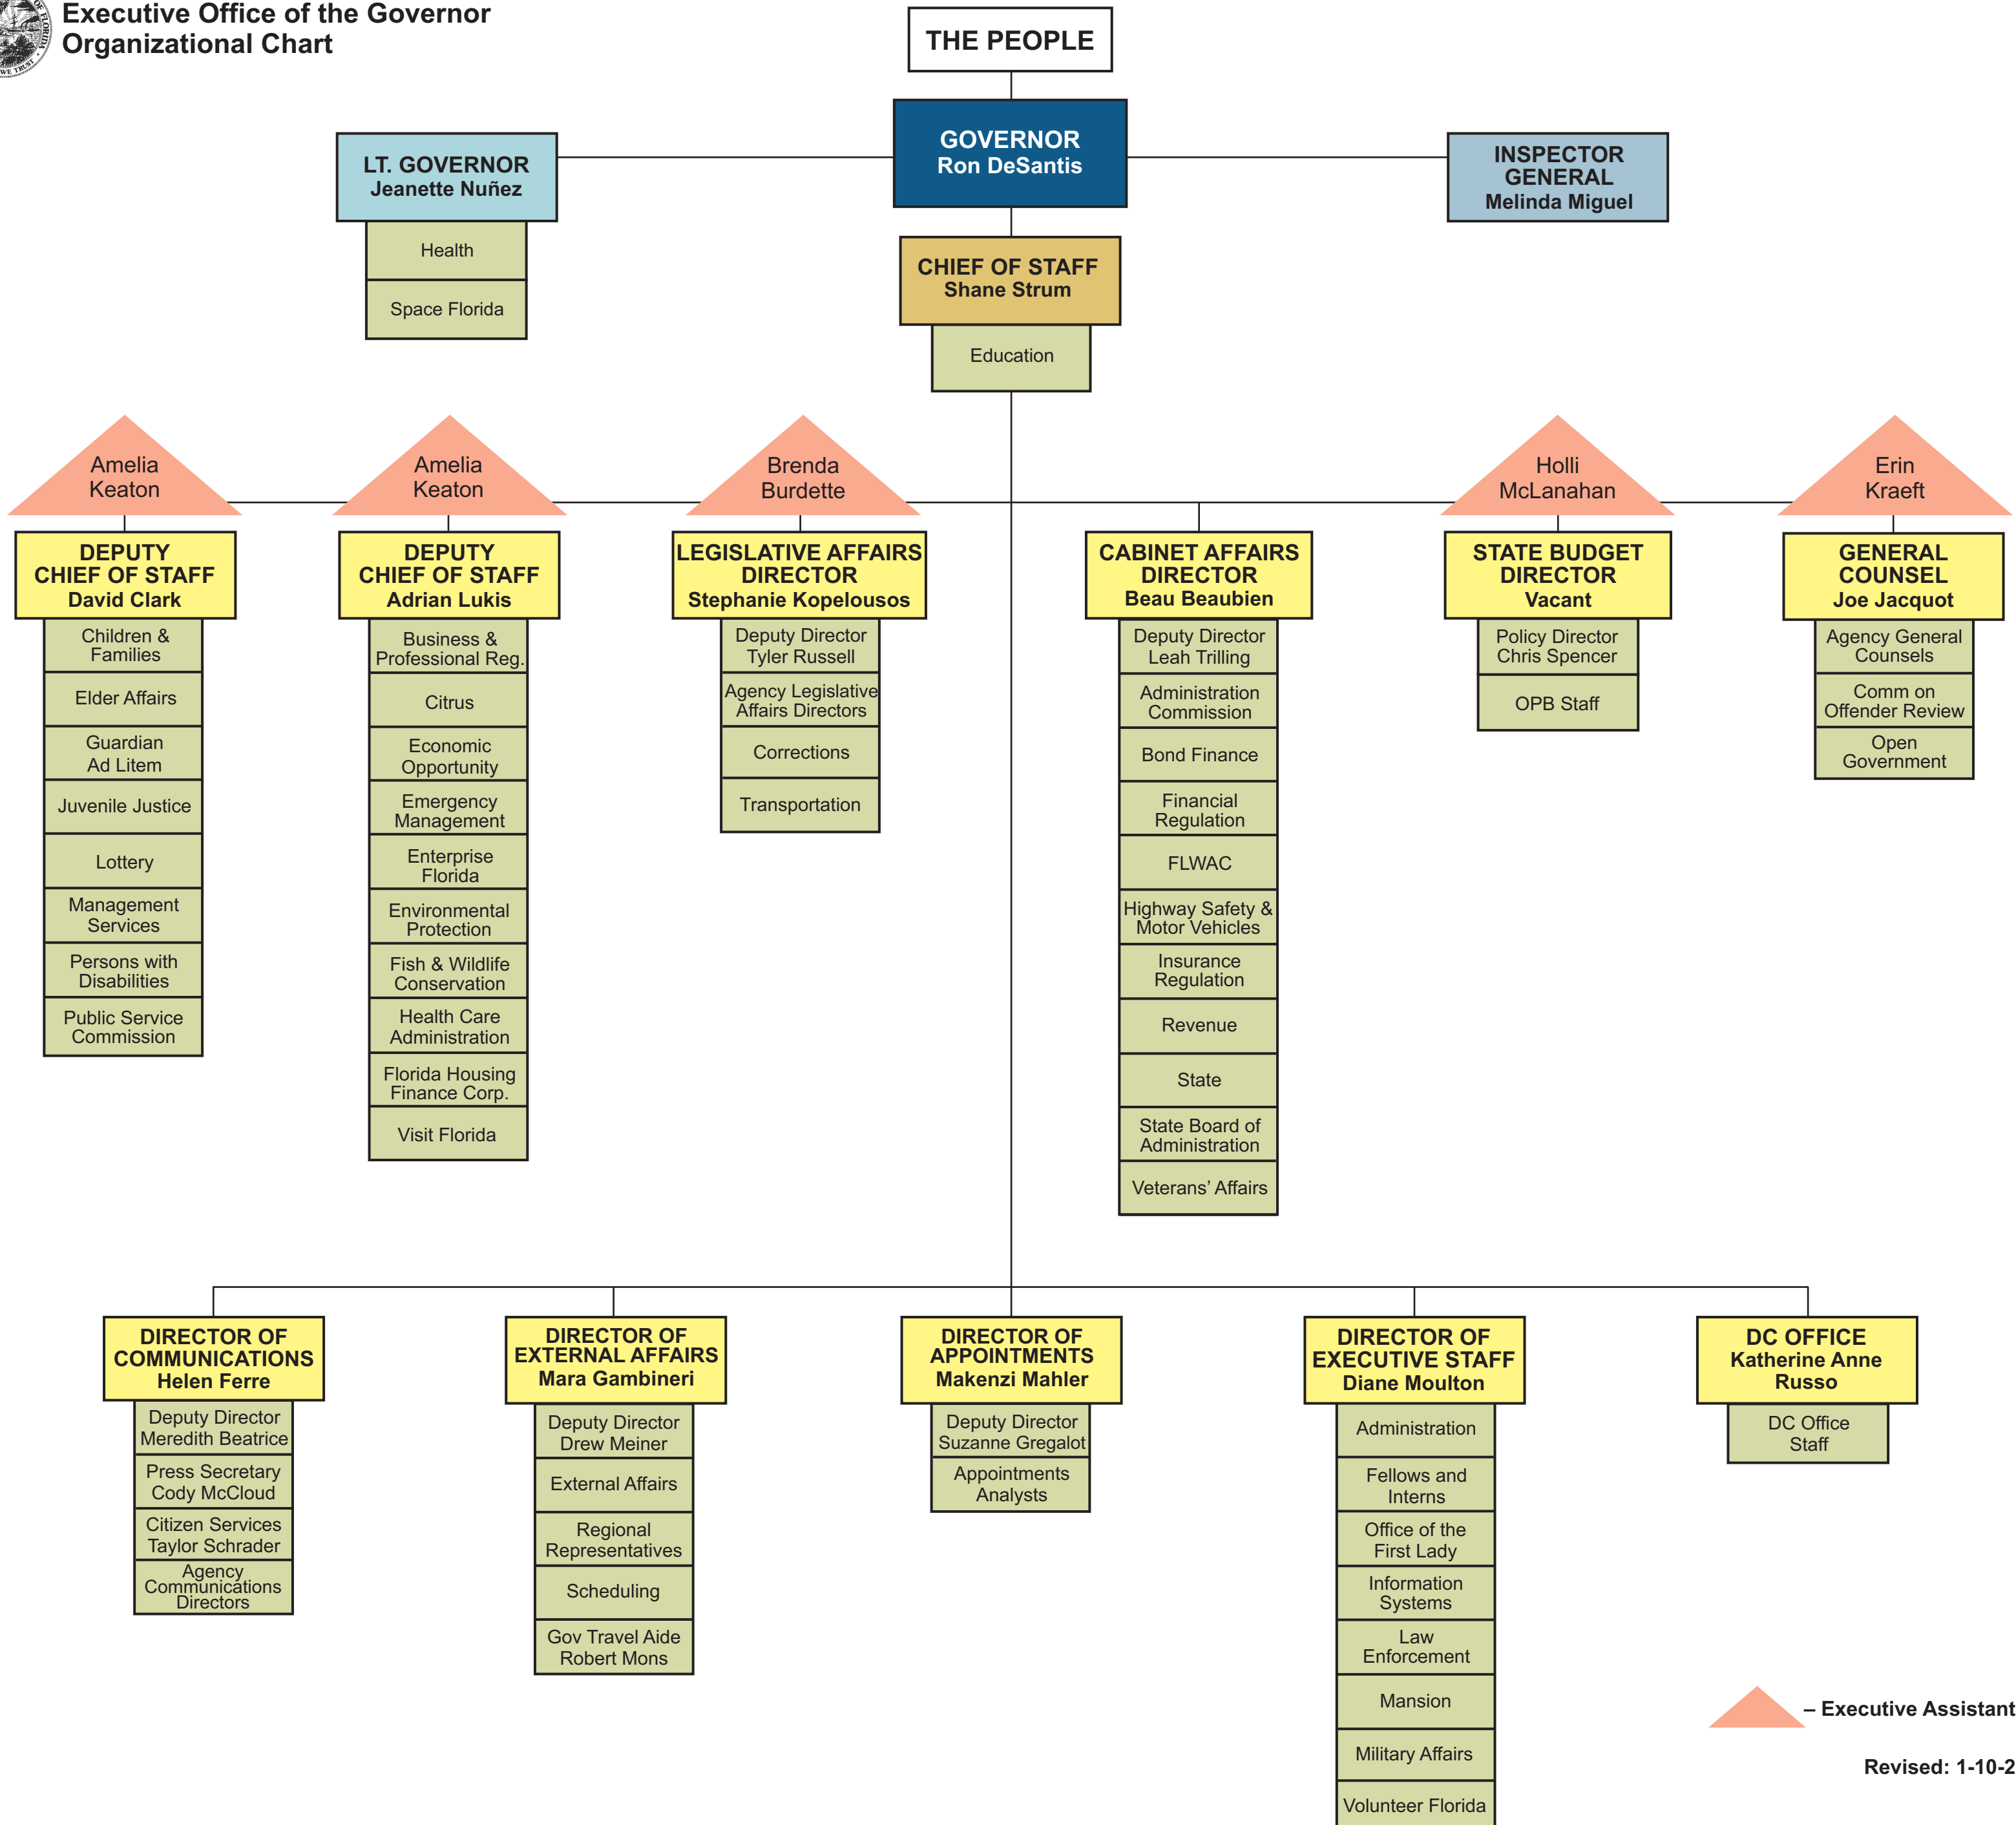 OF FLORIDA
WE TRUST
Executive Office of the Governor
Organizational Chart
THE PEOPLE
GOVERNOR
Ron DeSantis
LT. GOVERNOR
Jeanette Nuñez
Health
Space Florida
INSPECTOR
GENERAL
Melinda Miguel
CHIEF OF STAFF
Shane Strum
Education
Amelia
Keaton
Amelia
Keaton
Brenda
Burdette
Holli
McLanahan
Erin
Kraeft
DEPUTY
CHIEF OF STAFF
David Clark
Children &
Families
Elder Affairs
Guardian
Ad Litem
Juvenile Justice
Lottery
Management
Services
Persons with
Disabilities
Public Service
Commission
DEPUTY
CHIEF OF STAFF
Adrian Lukis
Business &
Professional Reg.
Citrus
Economic
Opportunity
Emergency
Management
Enterprise
Florida
Environmental
Protection
Fish & Wildlife
Conservation
Health Care
Administration
Florida Housing
Finance Corp.
Visit Florida
LEGISLATIVE AFFAIRS
DIRECTOR
Stephanie Kopelousos
Deputy Director
Tyler Russell
Agency Legislative
Affairs Directors
Corrections
Transportation
CABINET AFFAIRS
DIRECTOR
Beau Beaubien
Deputy Director
Leah Trilling
Administration
Commission
Bond Finance
Financial
Regulation
FLWAC
Highway Safety &
Motor Vehicles
Insurance
Regulation
Revenue
State
State Board of
Administration
Veterans’ Affairs
STATE BUDGET
DIRECTOR
Vacant
Policy Director
Chris Spencer
OPB Staff
GENERAL
COUNSEL
Joe Jacquot
Agency General
Counsels
Comm on
Offender Review
Open
Government
DIRECTOR OF
COMMUNICATIONS
Helen Ferre
Deputy Director
Meredith Beatrice
Press Secretary
Cody McCloud
Citizen Services
Taylor Schrader
Agency
Communications
Directors
DIRECTOR OF
EXTERNAL AFFAIRS
Mara Gambineri
Deputy Director
Drew Meiner
External Affairs
Regional
Representatives
Scheduling
Gov Travel Aide
Robert Mons
DIRECTOR OF
APPOINTMENTS
Makenzi Mahler
Deputy Director
Suzanne Gregalot
Appointments
Analysts
DIRECTOR OF
EXECUTIVE STAFF
Diane Moulton
Administration
Fellows and
Interns
Office of the
First Lady
Information
Systems
Law
Enforcement
Mansion
Military Affairs
Volunteer Florida
DC OFFICE
Katherine Anne
Russo
DC Office
Staff
– Executive Assistant
Revised: 1-10-2